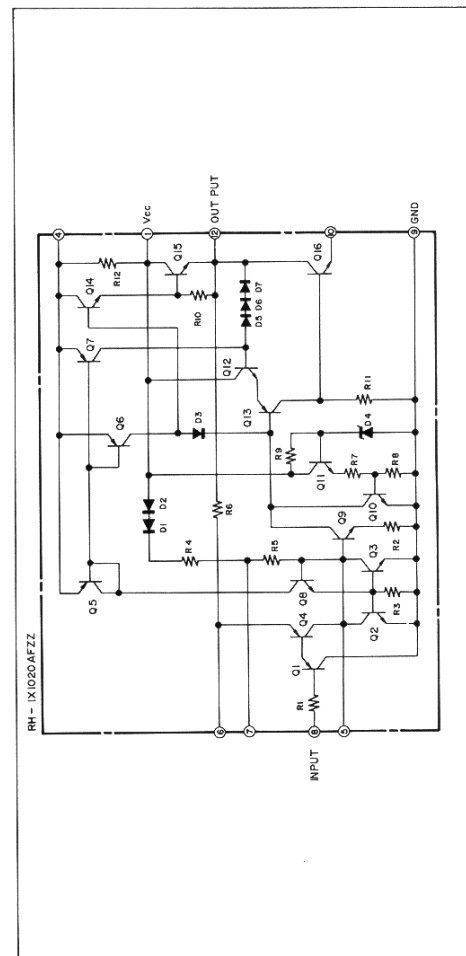 RH-IX1020AFZZ
4
Vcc
1
OUT PUT
12
10
GND
9
6
7
8
INPUT
5
Q14
R12
Q15
R10
Q7
Q6
D3
Q5
D2
D1
R4
R6
Q12
D5 D6 D7
Q13
Q16
R11
D4
R9
Q11
R7
R8
Q10
Q9
R2
R5
Q8
Q3
R3
Q4
Q2
Q1
R1